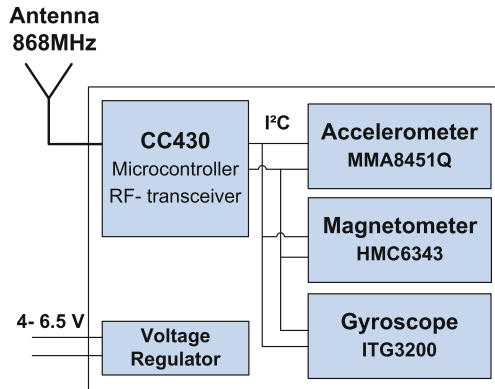 Antenna
868MHz
CC430
Microcontroller
RF- transceiver
I²C
Accelerometer
MMA8451Q
Magnetometer
HMC6343
Gyroscope
ITG3200
4- 6.5 V
Voltage
Regulator